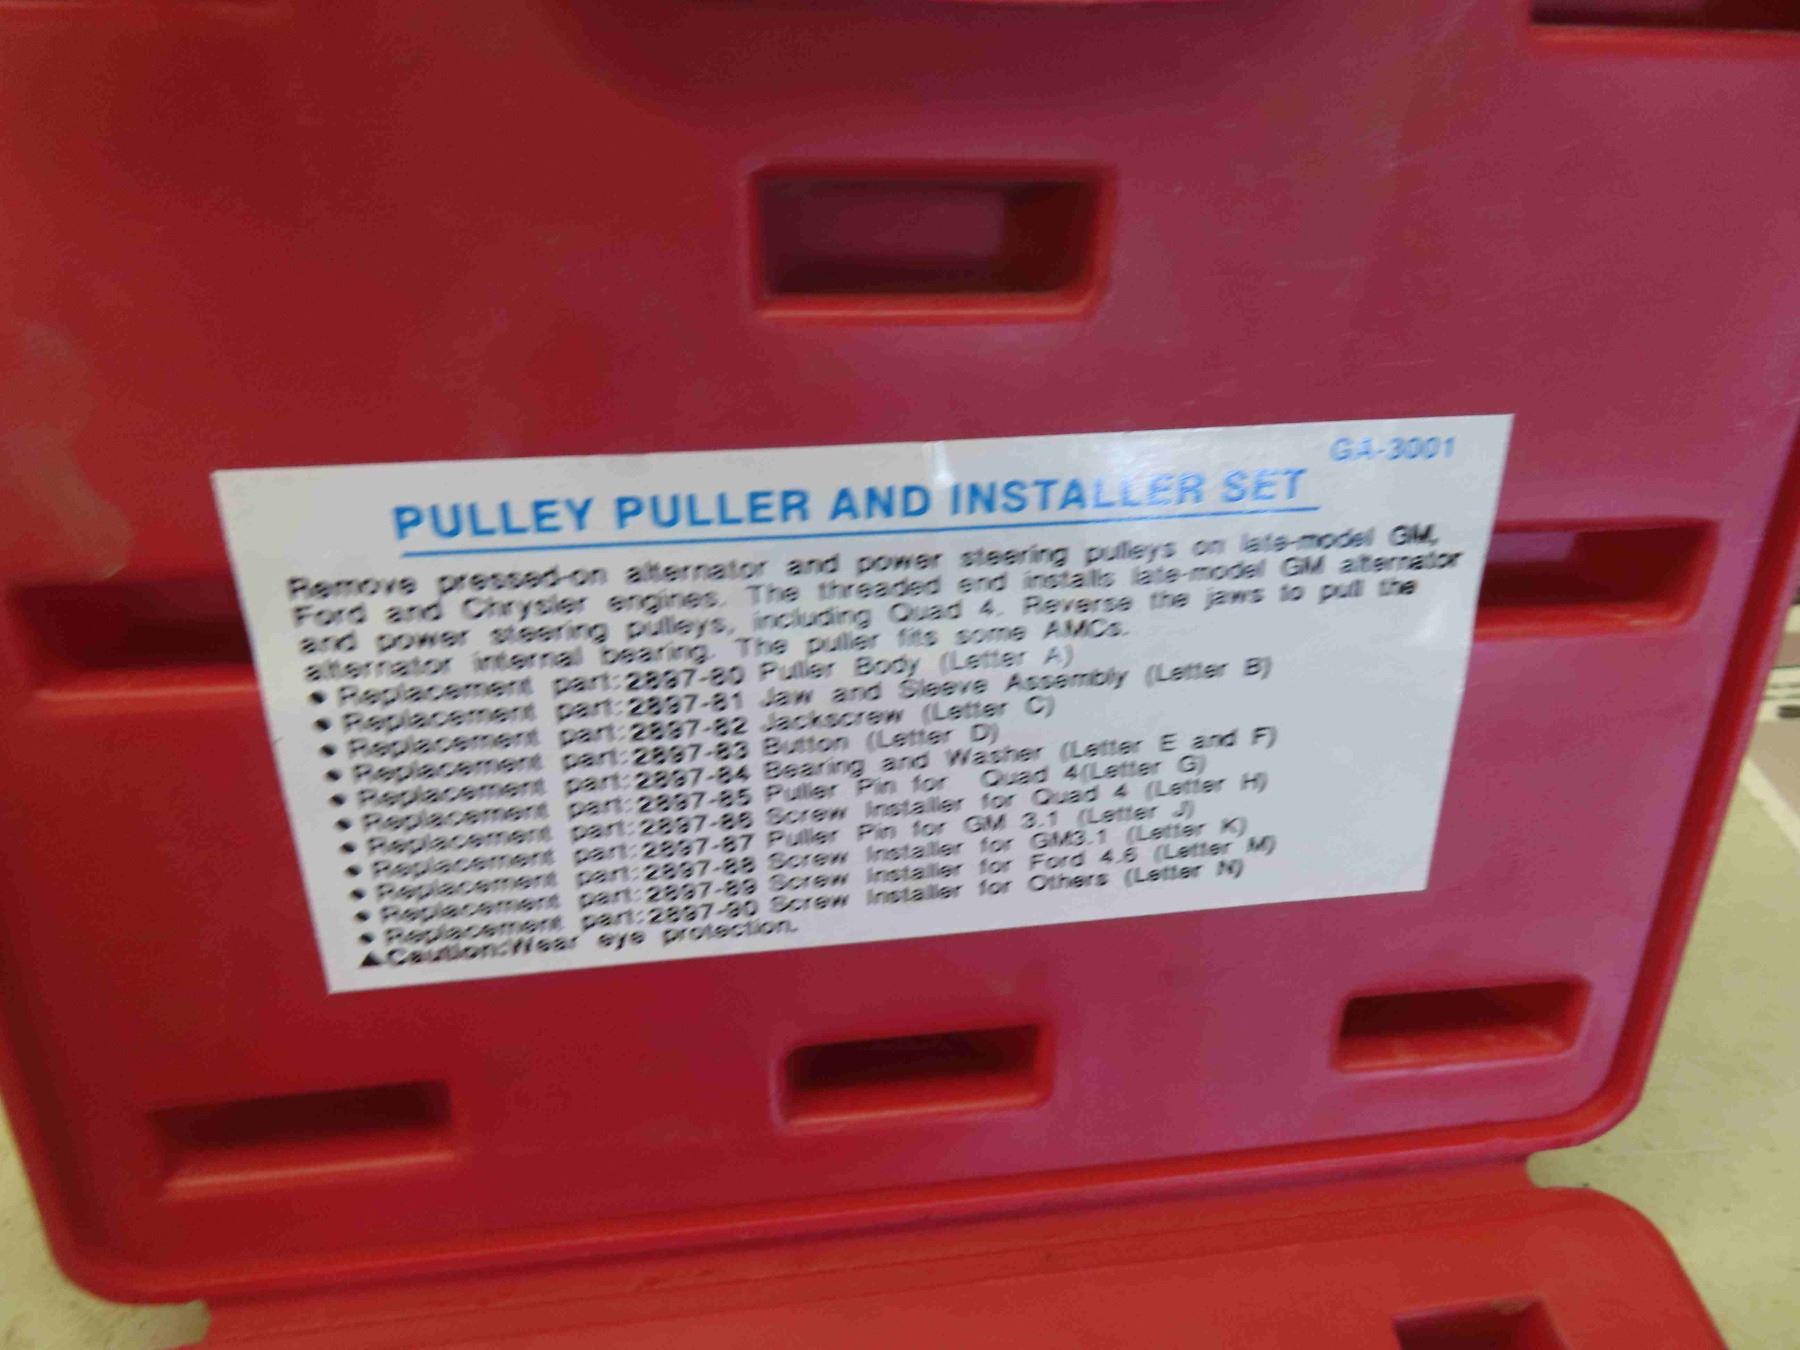 GA-3001
PULLEY PULLER AND INSTALLER SET
Remove pressed-on alternator and power steering pulleys on late-model GM,
Ford and Chrysler engines. The threaded end installs late-model GM alternator
and power steering pulleys, including Quad 4. Reverse the jaws to pull the
alternator internal bearing. The puller fits some AMCs.
• Replacement part:2897-80 Puller Body (Letter A)
• Replacement part:2897-81 Jaw and Sleeve Assembly (Letter B)
• Replacement part:2897-82 Jackscrew (Letter C)
• Replacement part:2897-83 Button (Letter D)
• Replacement part:2897-84 Bearing and Washer (Letter E and F)
• Replacement part:2897-85 Puller Pin for Quad 4(Letter G)
• Replacement part:2897-86 Screw Installer for Quad 4 (Letter H)
• Replacement part:2897-87 Puller Pin for GM 3.1 (Letter J)
• Replacement part:2897-88 Screw Installer for GM3.1 (Letter K)
• Replacement part:2897-89 Screw Installer for Ford 4.6 (Letter M)
• Replacement part:2897-90 Screw Installer for Others (Letter N)
▲Caution:Wear eye protection.